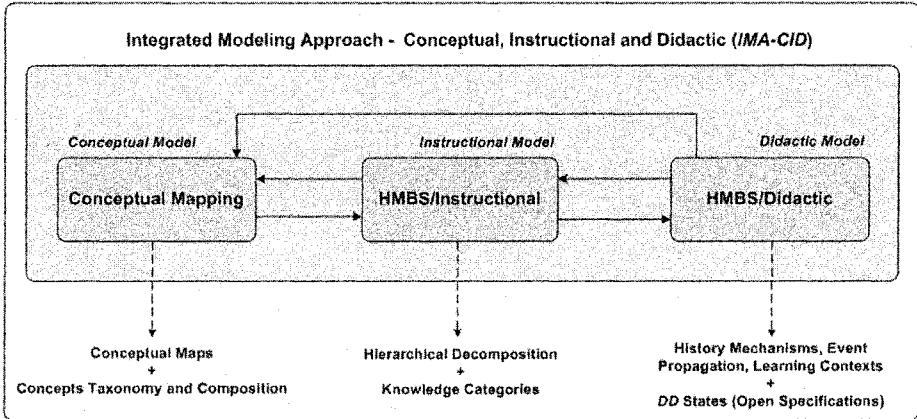 Integrated Modeling Approach - Conceptual, Instructional and Didactic (IMA-CID)
Conceptual Model
Instructional Model
Didactic Model
Conceptual Mapping
HMBS/Instructional
HMBS/Didactic
Conceptual Maps
+
Concepts Taxonomy and Composition
Hierarchical Decomposition
+
Knowledge Categories
History Mechanisms, Event
Propagation, Learning Contexts
+
DD States (Open Specifications)